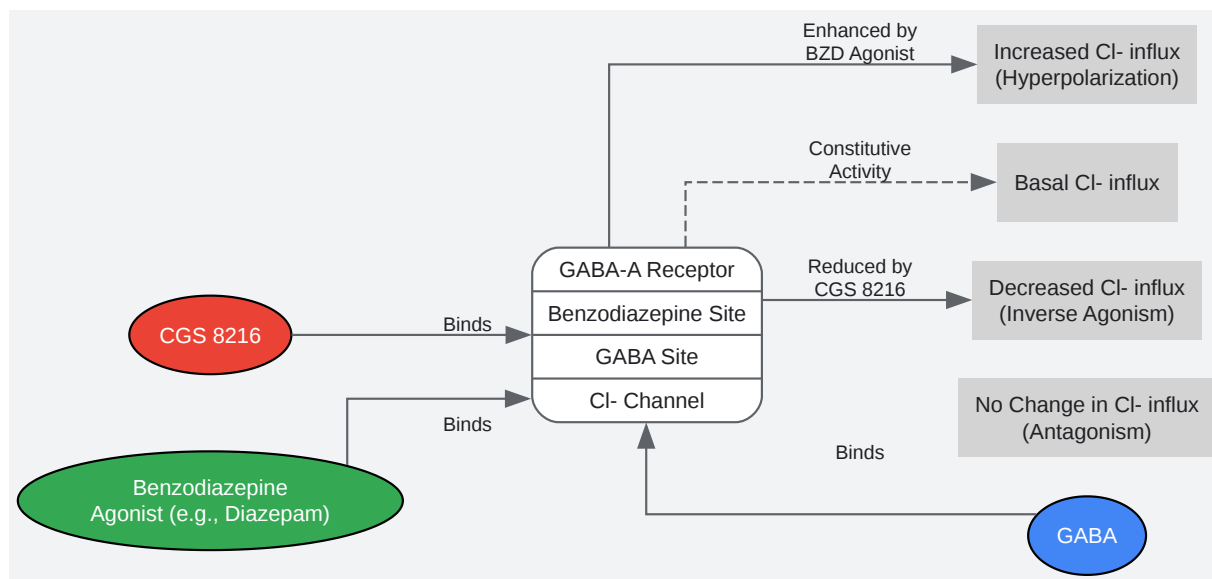 Enhanced by
BZD Agonist
Increased Cl- influx
(Hyperpolarization)
Constitutive
Activity
Basal Cl- influx
GABA-A Receptor
Benzodiazepine Site
GABA Site
Cl- Channel
Reduced by
CGS 8216
Decreased Cl- influx
(Inverse Agonism)
CGS 8216
Binds
No Change in Cl- influx
(Antagonism)
Binds
Binds
Benzodiazepine
Agonist (e.g., Diazepam)
GABA